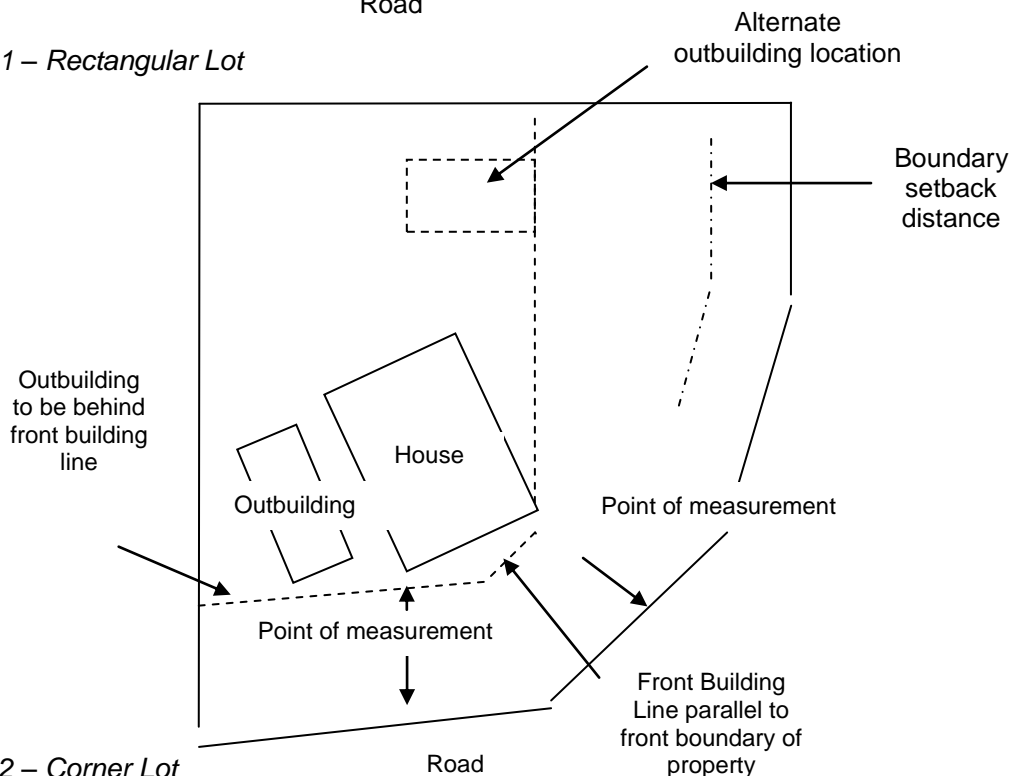 Road
1 – Rectangular Lot
Alternate
outbuilding location
Boundary
setback
distance
Outbuilding
to be behind
front building
line
House
Outbuilding
Point of measurement
Point of measurement
Front Building
Line parallel to
front boundary of
property
2 – Corner Lot
Road